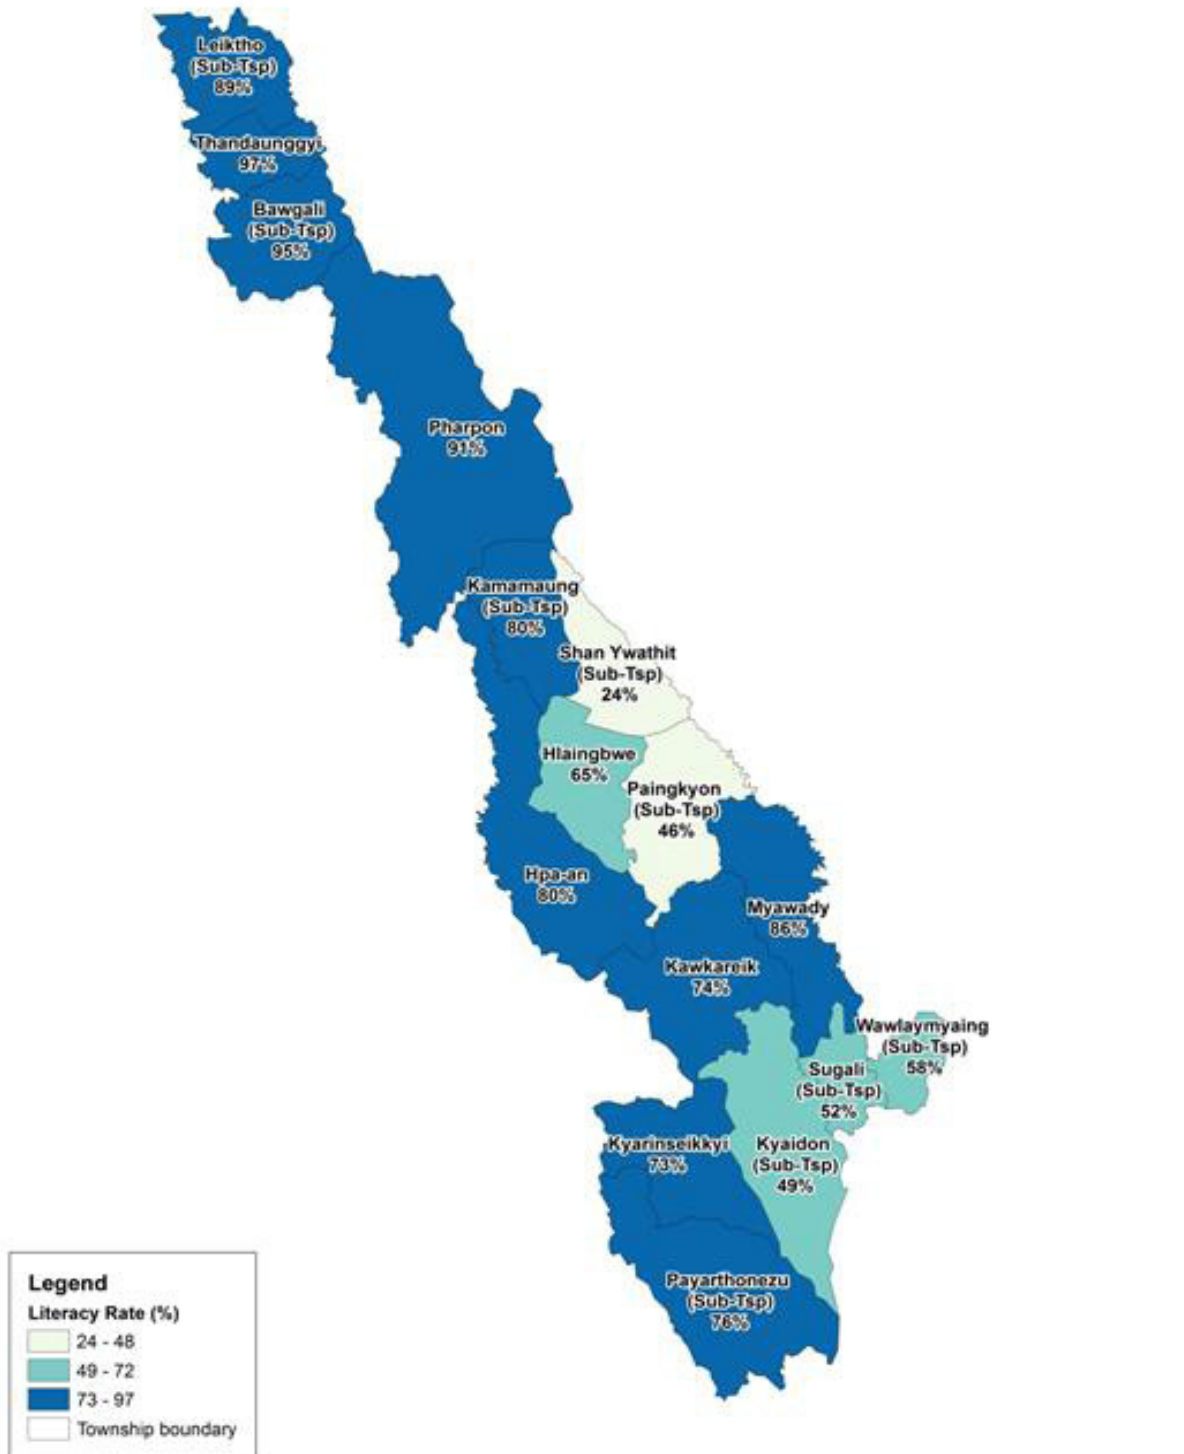 Leiktho
(Sub-Tsp)
89%
Thandaunggyi
97%
Bawgali
(Sub-Tsp)
95%
Pharpon
91%
Kamamaung
(Sub-Tsp)
80%
Shan Ywathit
(Sub-Tsp)
24%
Hlaingbwe
65%
Paingkyon
(Sub-Tsp)
46%
Hpa-an
80%
Myawady
86%
Kawkareik
74%
Wawlaymyaing
(Sub-Tsp)
58%
Sugali
(Sub-Tsp)
52%
Kyarinseikkyi
73%
Kyaidon
(Sub-Tsp)
49%
Payarthonezu
(Sub-Tsp)
76%
Legend
Literacy Rate (%)
24 - 48
49 - 72
73 - 97
Township boundary